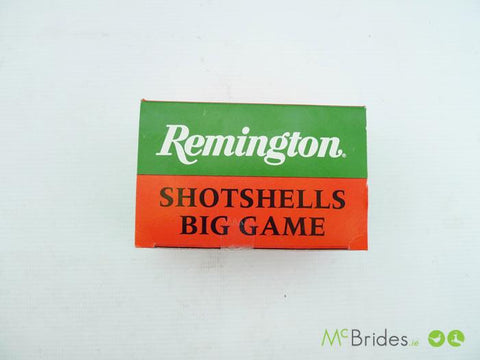 Remington®
SHOTSHELLS
BIG GAME
McBrides.ie